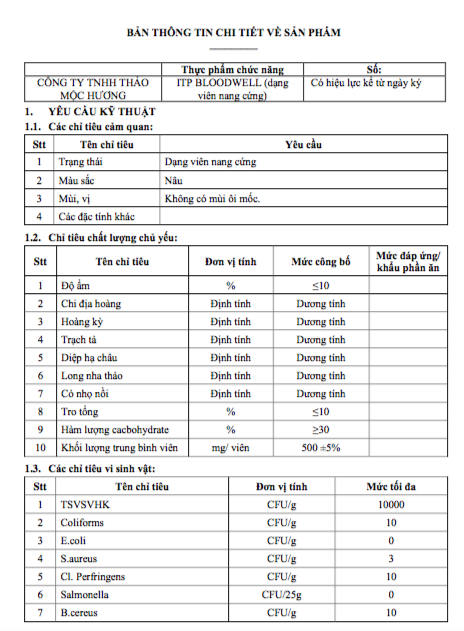 BẢN THÔNG TIN CHI TIẾT VỀ SẢN PHẨM
Thực phẩm chức năng Số:
CÔNG TY TNHH THẢO MỘC HƯƠNG ITP BLOODWELL (dạng viên nang cứng) Có hiệu lực kể từ ngày ký
1. YÊU CẦU KỸ THUẬT
1.1. Các chỉ tiêu cảm quan:
Stt Tên chỉ tiêu Yêu cầu
1 Trạng thái Dạng viên nang cứng
2 Màu sắc Nâu
3 Mùi, vị Không có mùi ôi mốc.
4 Các đặc tính khác
1.2. Chỉ tiêu chất lượng chủ yếu:
Stt Tên chỉ tiêu Đơn vị tính Mức công bố Mức đáp ứng/ khẩu phần ăn
1 Độ ẩm % ≤10
2 Chi địa hoàng Định tính Dương tính
3 Hoàng kỳ Định tính Dương tính
4 Trạch tả Định tính Dương tính
5 Diệp hạ châu Định tính Dương tính
6 Long nha thảo Định tính Dương tính
7 Cỏ nhọ nồi Định tính Dương tính
8 Tro tổng % ≤10
9 Hàm lượng cacbohydrate % ≥30
10 Khối lượng trung bình viên mg/ viên 500 ±5%
1.3. Các chỉ tiêu vi sinh vật:
Stt Tên chỉ tiêu Đơn vị tính Mức tối đa
1 TSVSVHK CFU/g 10000
2 Coliforms CFU/g 10
3 E.coli CFU/g 0
4 S.aureus CFU/g 3
5 Cl. Perfringens CFU/g 10
6 Salmonella CFU/25g 0
7 B.cereus CFU/g 10